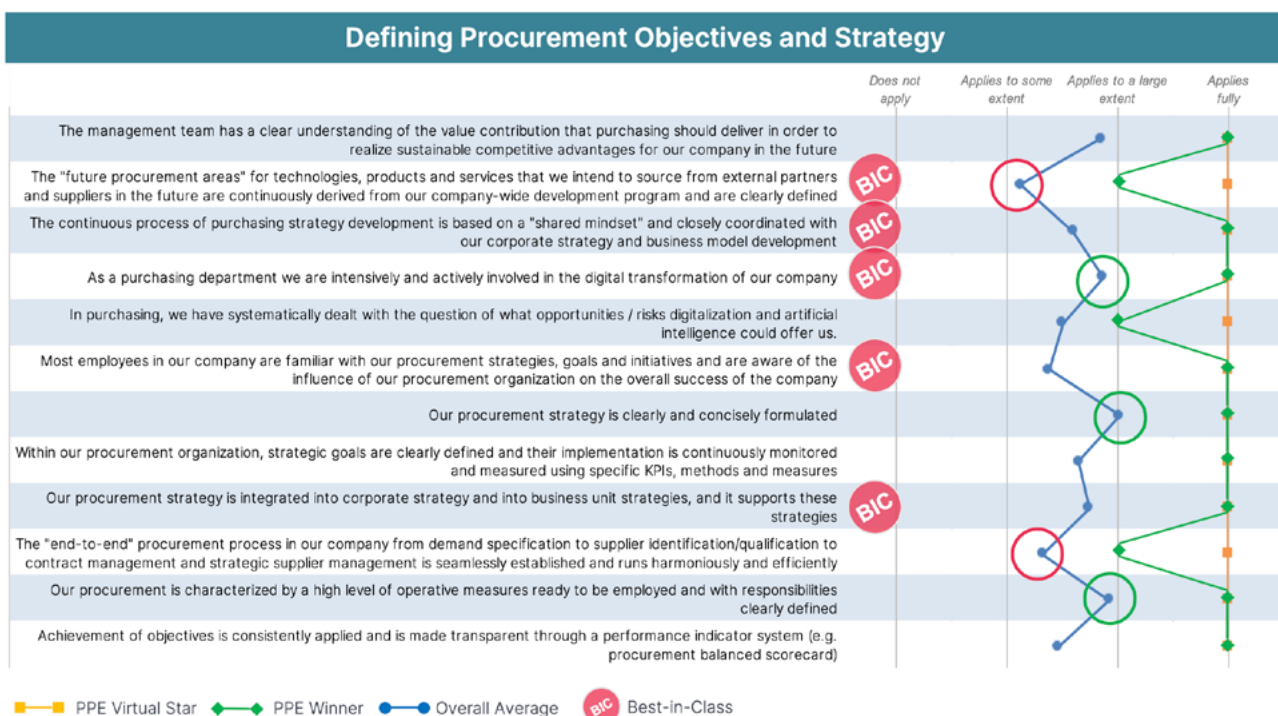 Defining Procurement Objectives and Strategy
Does not
apply
Applies to some
extent
Applies to a large
extent
Applies
fully
The management team has a clear understanding of the value contribution that purchasing should deliver in order to
realize sustainable competitive advantages for our company in the future
The "future procurement areas" for technologies, products and services that we intend to source from external partners
and suppliers in the future are continuously derived from our company-wide development program and are clearly defined
BIC
The continuous process of purchasing strategy development is based on a "shared mindset" and closely coordinated with
our corporate strategy and business model development
BIC
As a purchasing department we are intensively and actively involved in the digital transformation of our company
BIC
In purchasing, we have systematically dealt with the question of what opportunities / risks digitalization and artificial
intelligence could offer us.
Most employees in our company are familiar with our procurement strategies, goals and initiatives and are aware of the
influence of our procurement organization on the overall success of the company
BIC
Our procurement strategy is clearly and concisely formulated
Within our procurement organization, strategic goals are clearly defined and their implementation is continuously monitored
and measured using specific KPIs, methods and measures
Our procurement strategy is integrated into corporate strategy and into business unit strategies, and it supports these
strategies
BIC
The "end-to-end" procurement process in our company from demand specification to supplier identification/qualification to
contract management and strategic supplier management is seamlessly established and runs harmoniously and efficiently
Our procurement is characterized by a high level of operative measures ready to be employed and with responsibilities
clearly defined
Achievement of objectives is consistently applied and is made transparent through a performance indicator system (e.g.
procurement balanced scorecard)
PPE Virtual Star
PPE Winner
Overall Average
BIC
Best-in-Class